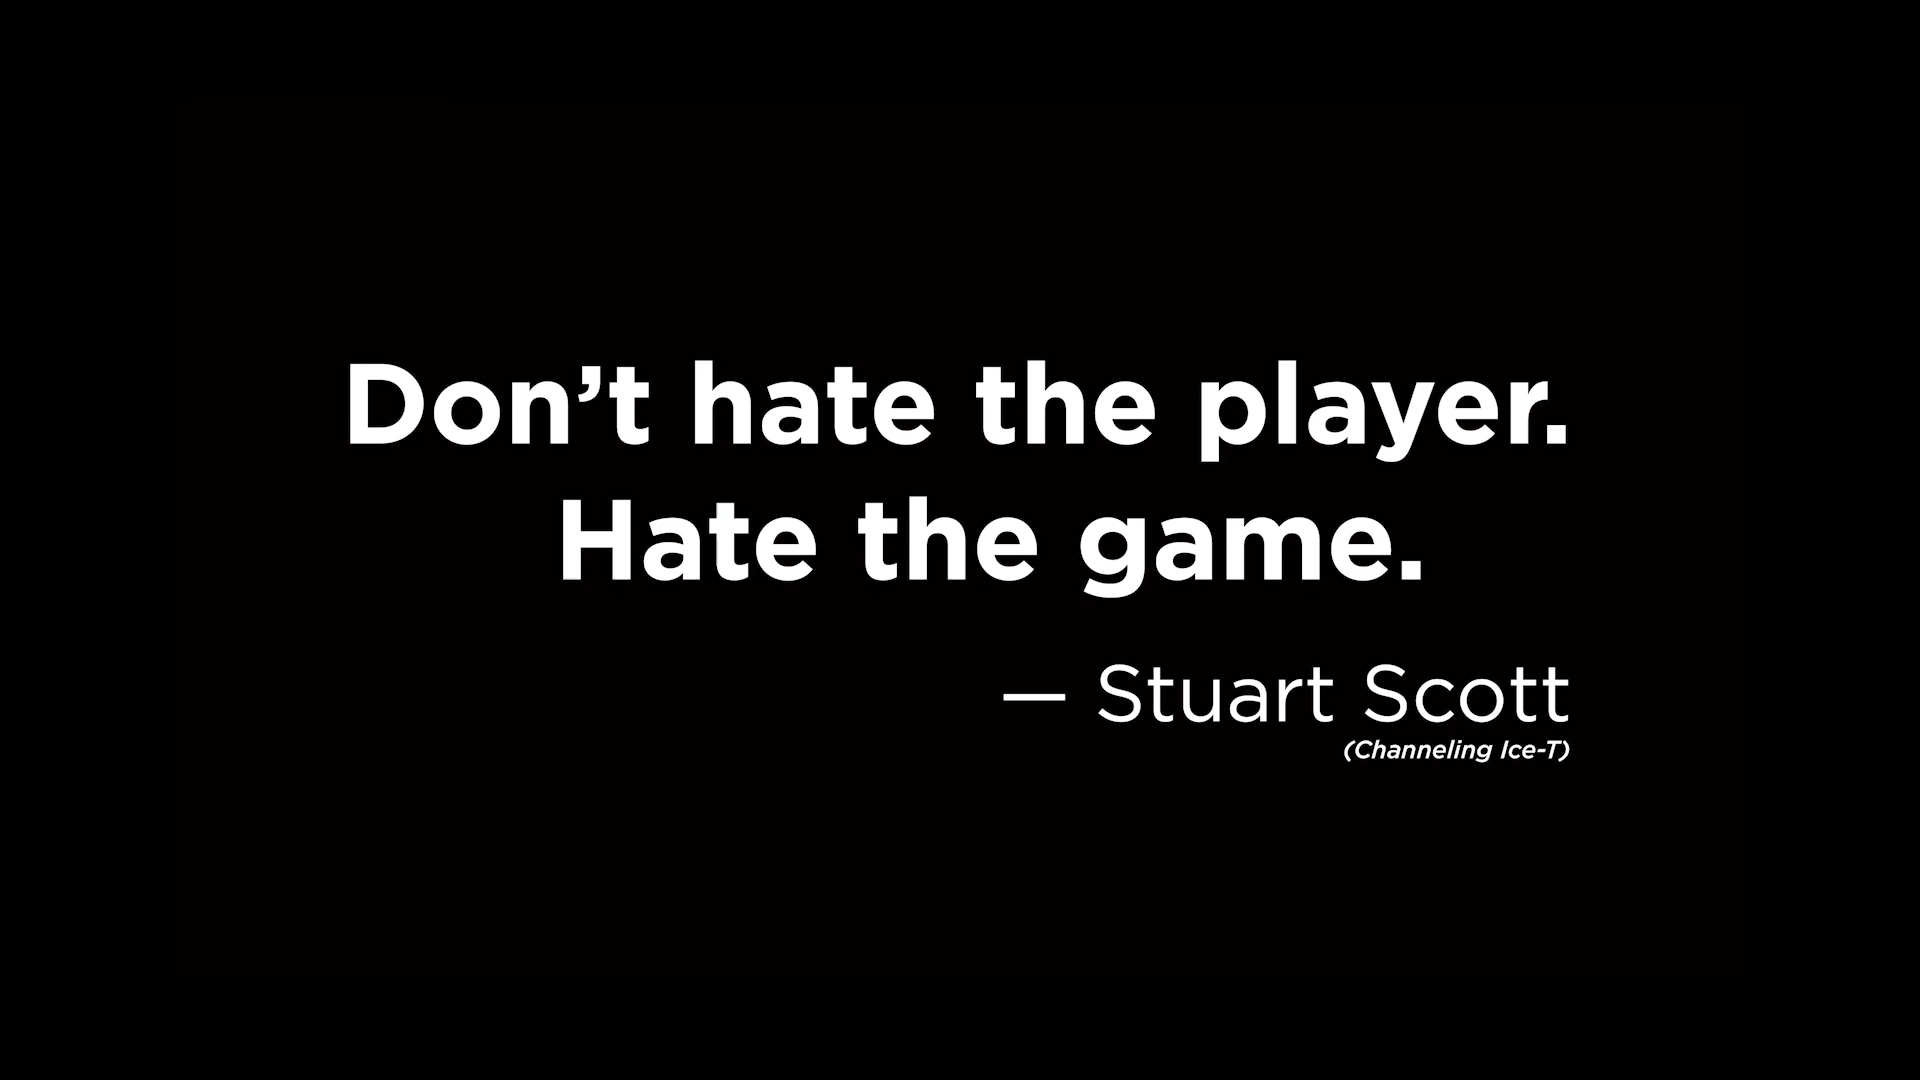 Don’t hate the player.
Hate the game.
— Stuart Scott
(Channeling Ice-T)